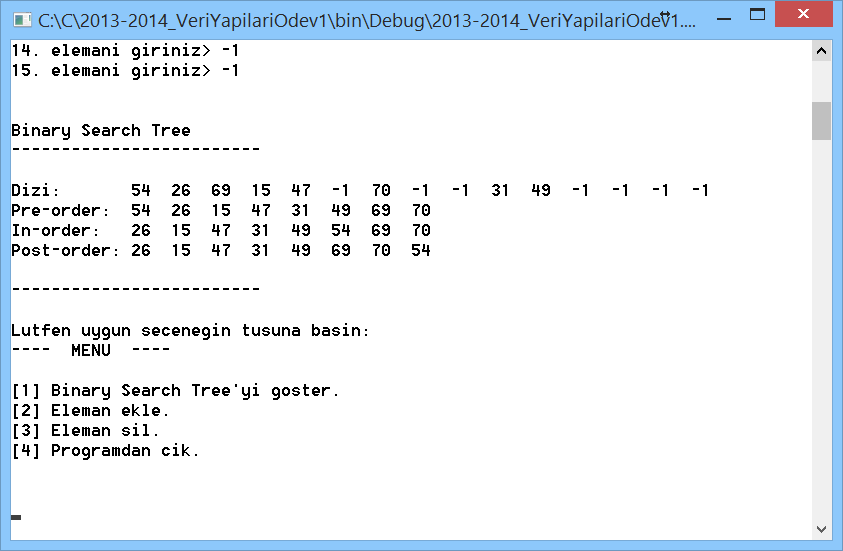 C:\C\2013-2014_VeriYapilariOdev1\bin\Debug\2013-2014_VeriYapilariOdev1....
14. elemani giriniz> -1
15. elemani giriniz> -1
Binary Search Tree
-------------------------
Dizi:       54  26  69  15  47  -1  70  -1  -1  31  49  -1  -1  -1  -1
Pre-order:  54  26  15  47  31  49  69  70
In-order:   26  15  47  31  49  54  69  70
Post-order: 26  15  47  31  49  69  70  54
-------------------------
Lutfen uygun secenegin tusuna basin:
----  MENU  ----
[1] Binary Search Tree'yi goster.
[2] Eleman ekle.
[3] Eleman sil.
[4] Programdan cik.